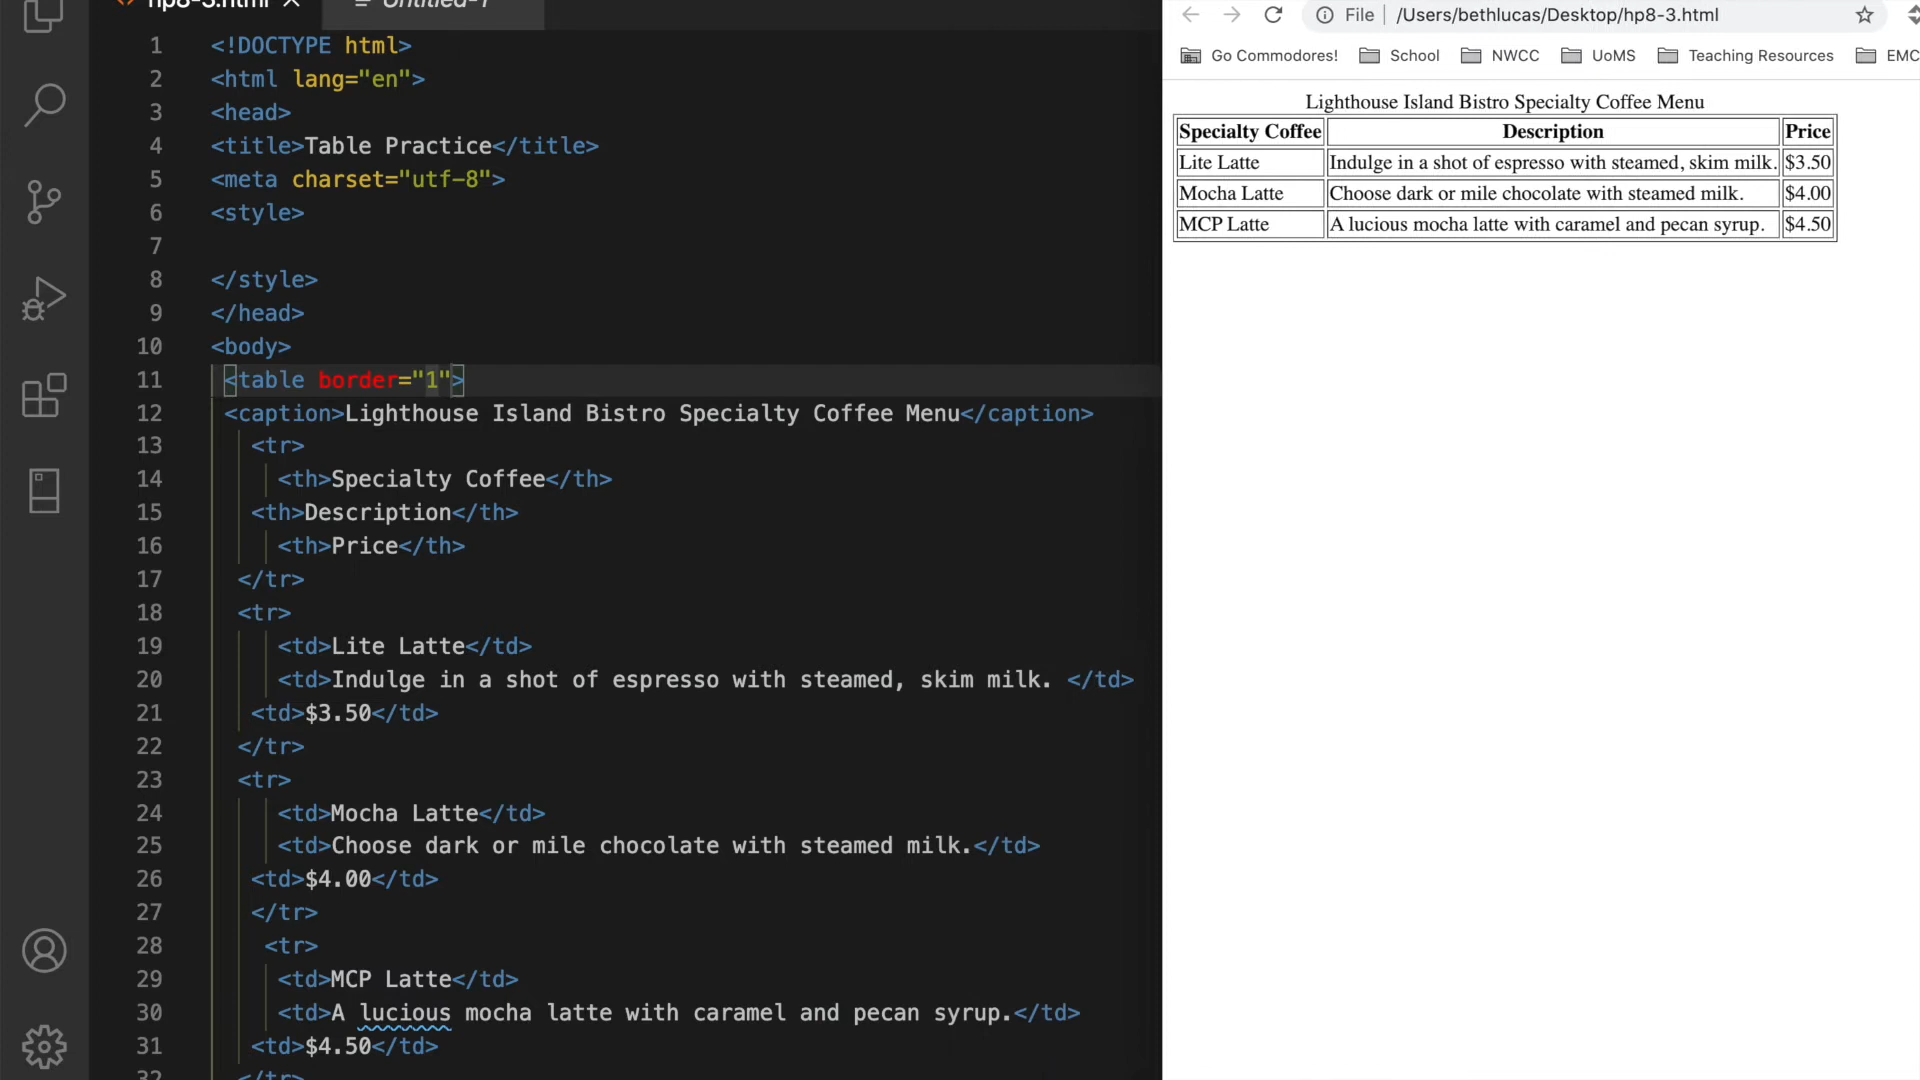 hp8-3.html
Untitled-1
1 <!DOCTYPE html>
2 <html lang="en">
3 <head>
4 <title>Table Practice</title>
5 <meta charset="utf-8">
6 <style>
7
8 </style>
9 </head>
10 <body>
11 <table border="1">
12 <caption>Lighthouse Island Bistro Specialty Coffee Menu</caption>
13 <tr>
14 <th>Specialty Coffee</th>
15 <th>Description</th>
16 <th>Price</th>
17 </tr>
18 <tr>
19 <td>Lite Latte</td>
20 <td>Indulge in a shot of espresso with steamed, skim milk. </td>
21 <td>$3.50</td>
22 </tr>
23 <tr>
24 <td>Mocha Latte</td>
25 <td>Choose dark or mile chocolate with steamed milk.</td>
26 <td>$4.00</td>
27 </tr>
28 <tr>
29 <td>MCP Latte</td>
30 <td>A lucious mocha latte with caramel and pecan syrup.</td>
31 <td>$4.50</td>
32 </tr>
File /Users/bethlucas/Desktop/hp8-3.html
Go Commodores! School NWCC UoMS Teaching Resources EMC
Lighthouse Island Bistro Specialty Coffee Menu
Specialty Coffee Description Price
Lite Latte Indulge in a shot of espresso with steamed, skim milk. $3.50
Mocha Latte Choose dark or mile chocolate with steamed milk. $4.00
MCP Latte A lucious mocha latte with caramel and pecan syrup. $4.50